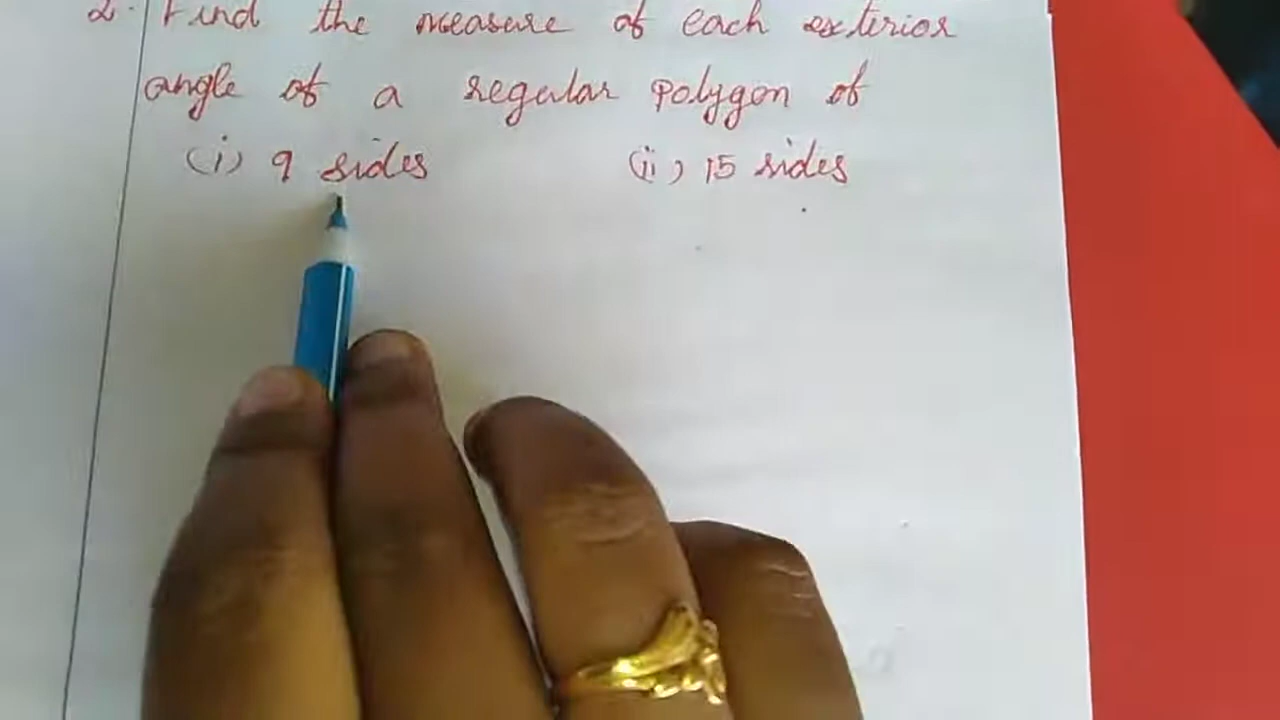 2. Find the measure of each exterior
angle of a regular polygon of
(i) 9 sides (ii) 15 sides